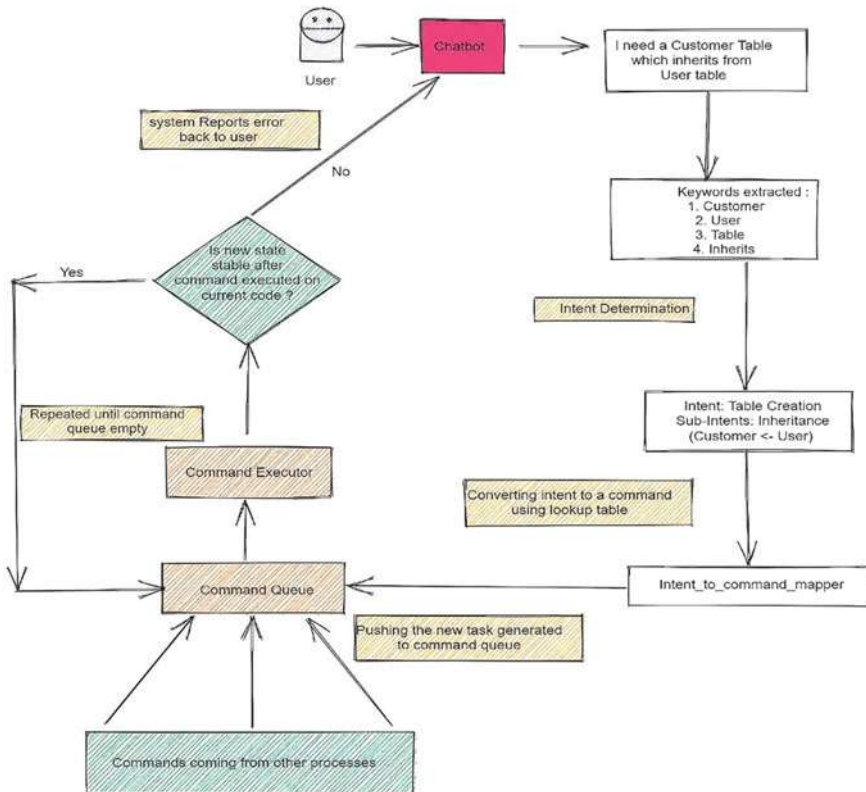 Chatbot
User
I need a Customer Table
which inherits from
User table
system Reports error
back to user
No
Keywords extracted :
1. Customer
2. User
3. Table
4. Inherits
Is new state
stable after
command executed on
current code ?
Yes
Intent Determination
Repeated until command
queue empty
Intent: Table Creation
Sub-Intents: Inheritance
(Customer <- User)
Command Executor
Converting intent to a command
using lookup table
Command Queue
Intent_to_command_mapper
Pushing the new task generated
to command queue
Commands coming from other processes